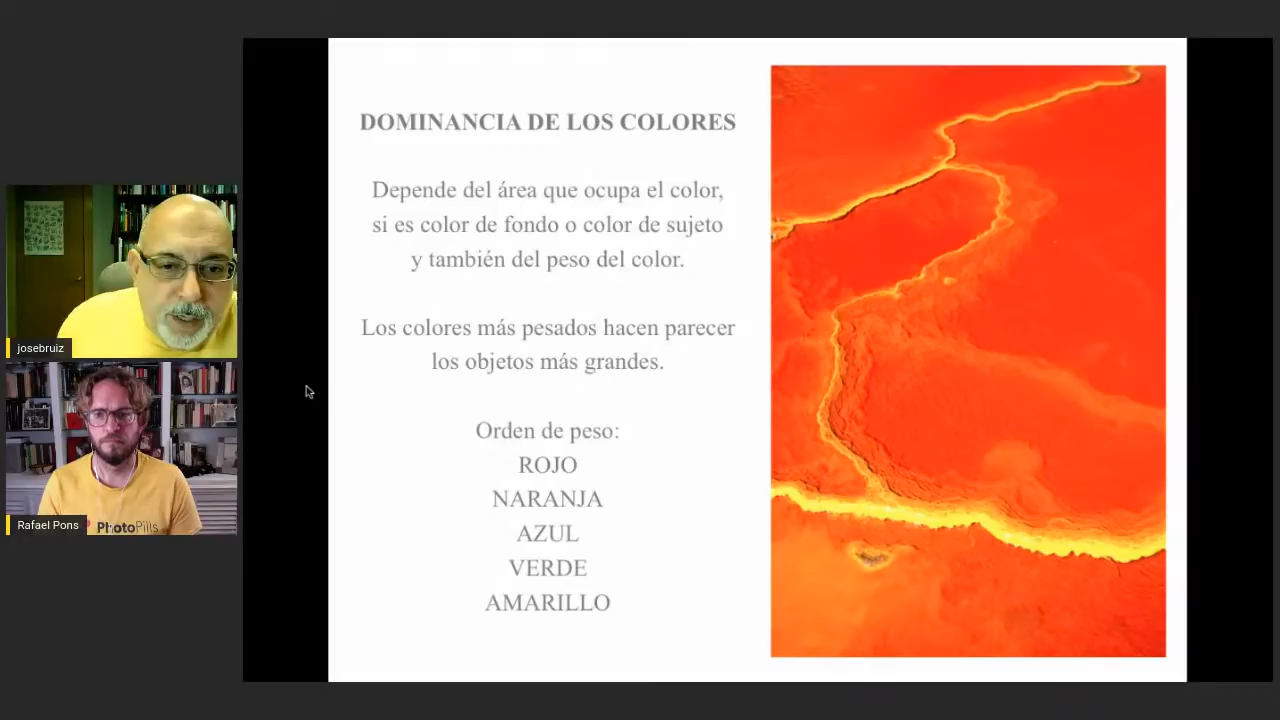 DOMINANCIA DE LOS COLORES
Depende del área que ocupa el color,
si es color de fondo o color de sujeto
y también del peso del color.
Los colores más pesados hacen parecer
los objetos más grandes.
Orden de peso:
ROJO
NARANJA
AZUL
VERDE
AMARILLO
josebruiz
PhotoPills
Rafael Pons